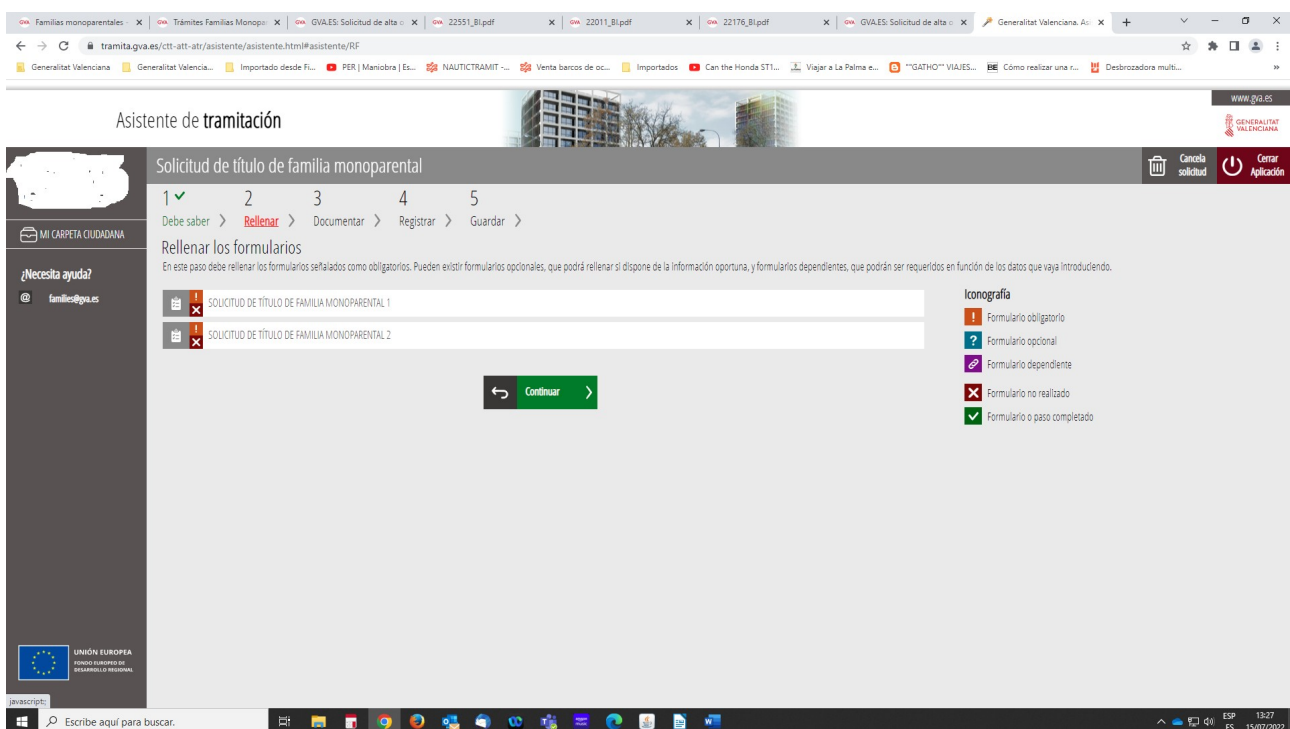 Familias monoparentales -
Trámites Familias Monopa
GVA.ES: Solicitud de alta o
22551_BI.pdf
22011_BI.pdf
22176_BI.pdf
GVA.ES: Solicitud de alta o
Generalitat Valenciana. As
tramita.gva.es/ctt-att-atr/asistente/asistente.html#asistente/RF
Generalitat Valenciana
Generalitat Valencia...
Importado desde Fi...
PER | Maniobra | Es...
NAUTICTRAMIT -...
Venta barcos de oc...
Importados
Can the Honda ST1...
Viajar a La Palma e...
""GATHO"" VIAJES...
BE Cómo realizar una r...
Desbrozadora multi...
www.gva.es
Asistente de tramitación
GENERALITAT
VALENCIANA
Solicitud de título de familia monoparental
Cancela
solicitud
Cerrar
Aplicación
1 2 3 4 5
Debe saber Rellenar Documentar Registrar Guardar
MI CARPETA CIUDADANA
Rellenar los formularios
En este paso debe rellenar los formularios señalados como obligatorios. Pueden existir formularios opcionales, que podrá rellenar si dispone de la información oportuna, y formularios dependientes, que podrán ser requeridos en función de los datos que vaya introduciendo.
¿Necesita ayuda?
@ families@gva.es
SOLICITUD DE TÍTULO DE FAMILIA MONOPARENTAL 1
SOLICITUD DE TÍTULO DE FAMILIA MONOPARENTAL 2
Continuar
Iconografía
! Formulario obligatorio
? Formulario opcional
Formulario dependiente
Formulario no realizado
Formulario o paso completado
UNIÓN EUROPEA
FONDO EUROPEO DE
DESARROLLO REGIONAL
javascript:;
Escribe aquí para buscar.
ESP
ES
13:27
15/07/2022